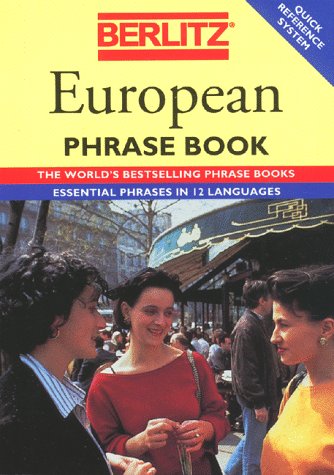 BERLITZ®
QUICK
REFERENCE
SYSTEM
European
PHRASE BOOK
THE WORLD'S BESTSELLING PHRASE BOOKS
ESSENTIAL PHRASES IN 12 LANGUAGES